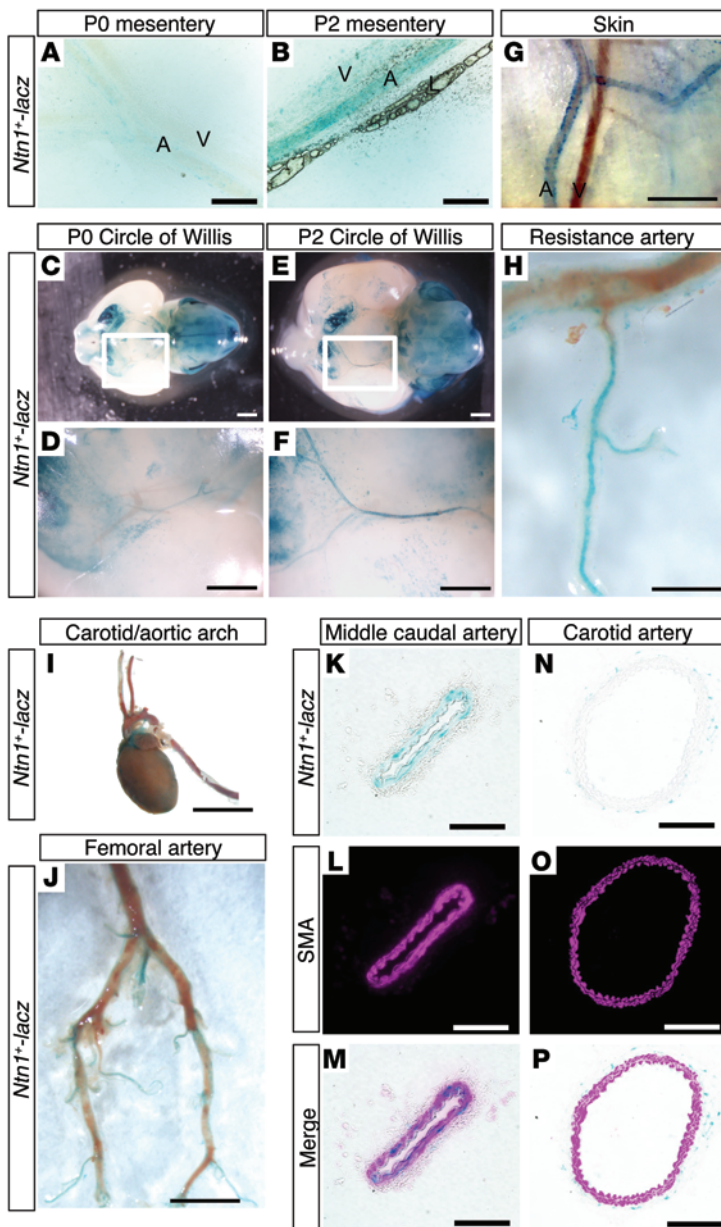 P0 mesentery
P2 mesentery
Skin
Ntn1+-lacz
A
A
V
B
V
A
L
G
A
V
P0 Circle of Willis
P2 Circle of Willis
Resistance artery
Ntn1+-lacz
C
E
H
D
F
Carotid/aortic arch
Middle caudal artery
Carotid artery
Ntn1+-lacz
I
Ntn1+-lacz
K
N
Femoral artery
Ntn1+-lacz
J
SMA
L
O
Merge
M
P